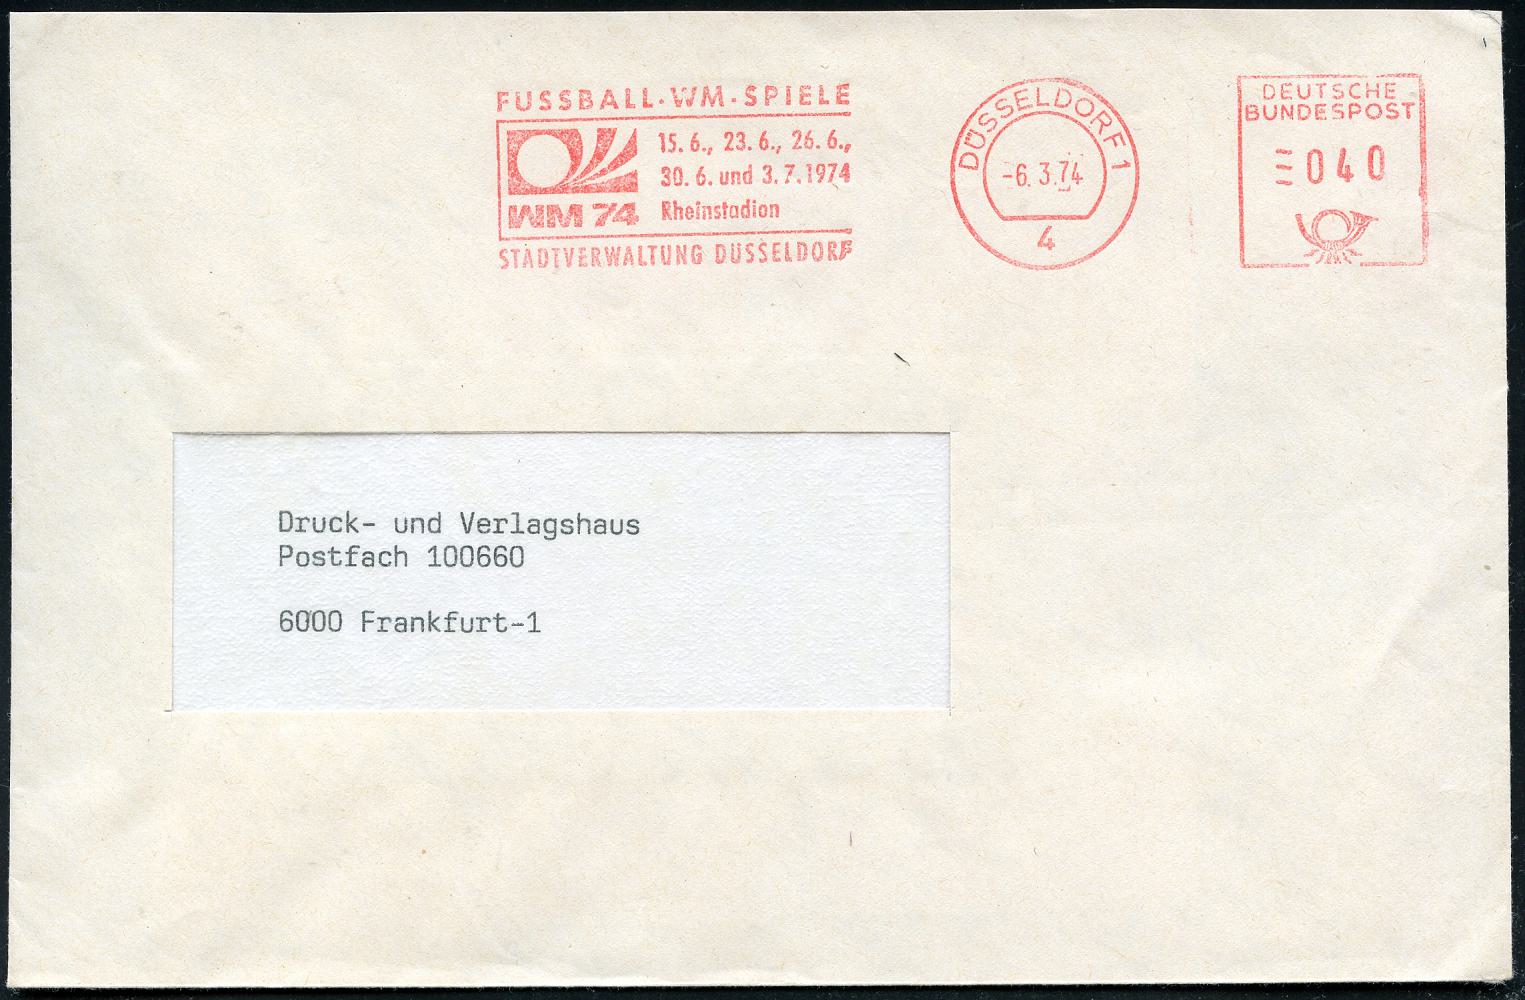 FUSSBALL·WM·SPIELE
15.6., 23.6., 26.6.,
30.6. und 3.7.1974
WM 74 Rheinstadion
STADTVERWALTUNG DÜSSELDORF
DÜSSELDORF 1
-6. 3.74
4
DEUTSCHE
BUNDESPOST
040
Druck- und Verlagshaus
Postfach 100660
6000 Frankfurt-1